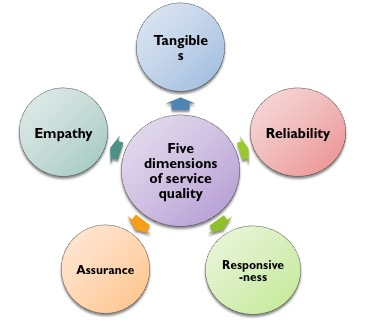 Tangible
s
Empathy
Reliability
Five
dimensions
of service
quality
Assurance
Responsive
-ness